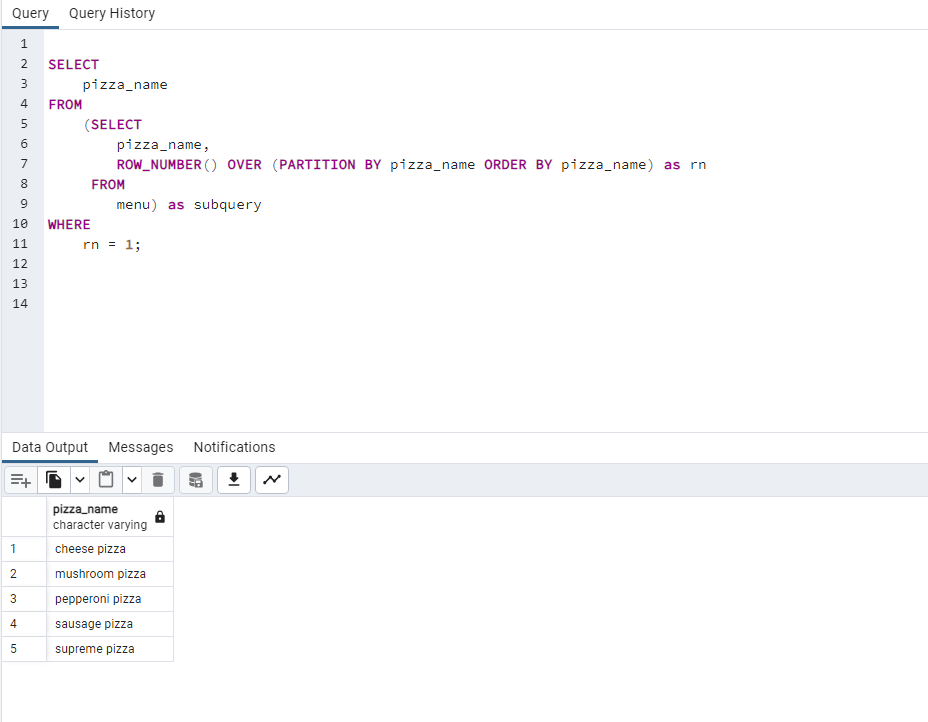 Query Query History
1
2 SELECT
3 pizza_name
4 FROM
5 (SELECT
6 pizza_name,
7 ROW_NUMBER() OVER (PARTITION BY pizza_name ORDER BY pizza_name) as rn
8 FROM
9 menu) as subquery
10 WHERE
11 rn = 1;
12
13
14
Data Output Messages Notifications
pizza_name
character varying
1 cheese pizza
2 mushroom pizza
3 pepperoni pizza
4 sausage pizza
5 supreme pizza